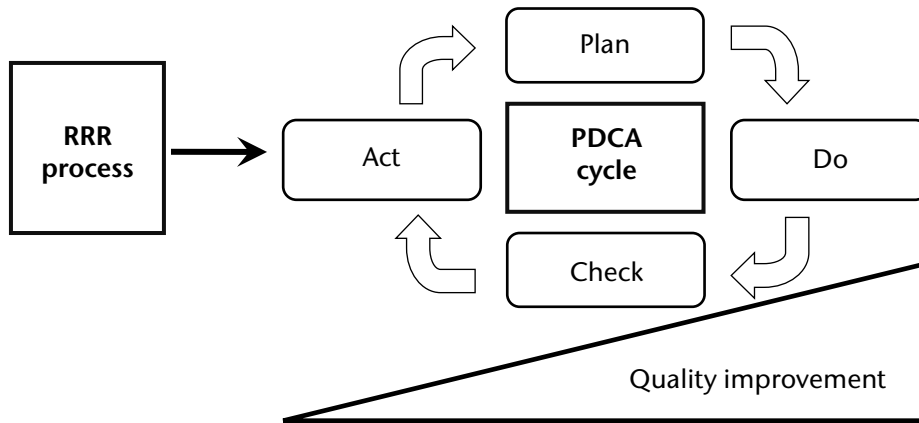 Plan
RRR
process
Act
PDCA
cycle
Do
Check
Quality improvement